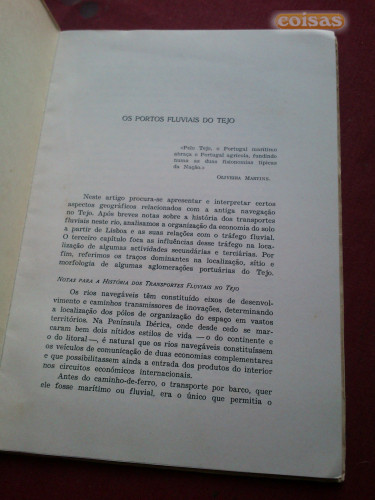 coisas
OS PORTOS FLUVIAIS DO TEJO
«Pelo Tejo, o Portugal marítimo
abraça o Portugal agrícola, fundindo
numa as duas fisionomias típicas
da Nação.»
OLIVEIRA MARTINS.
Neste artigo procura-se apresentar e interpretar certos
aspectos geográficos relacionados com a antiga navegação
no Tejo. Após breves notas sobre a história dos transportes
fluviais neste rio, analisamos a organização da economia do solo
a partir de Lisboa e as suas relações com o tráfego fluvial.
O terceiro capítulo fora as influências desse tráfego na loca-
lização de algumas actividades secundárias e terciárias. Por
fim, referimos os traços dominantes na localização, sítio e
morfologia de algumas aglomerações portuárias do Tejo.
NOTAS PARA A HISTÓRIA DOS TRANSPORTES FLUVIAIS NO TEJO
Os rios navegáveis têm constituído eixos de desenvol-
vimento e caminhos transmissores de inovações, determinando
a localização dos pólos de organização do espaço em vastos
territórios. Na Península Ibérica, onde desde cedo se mar-
caram bem dois nítidos estilos de vida — o do continente e
o do litoral —, é natural que os rios navegáveis constituíssem
os veículos de comunicação de duas economias complementares
e que possibilitassem ainda a entrada dos produtos do interior
nos circuitos económicos internacionais.
Antes do caminho-de-ferro, o transporte por barco, quer
ele fosse marítimo ou fluvial, era o único que permitia o